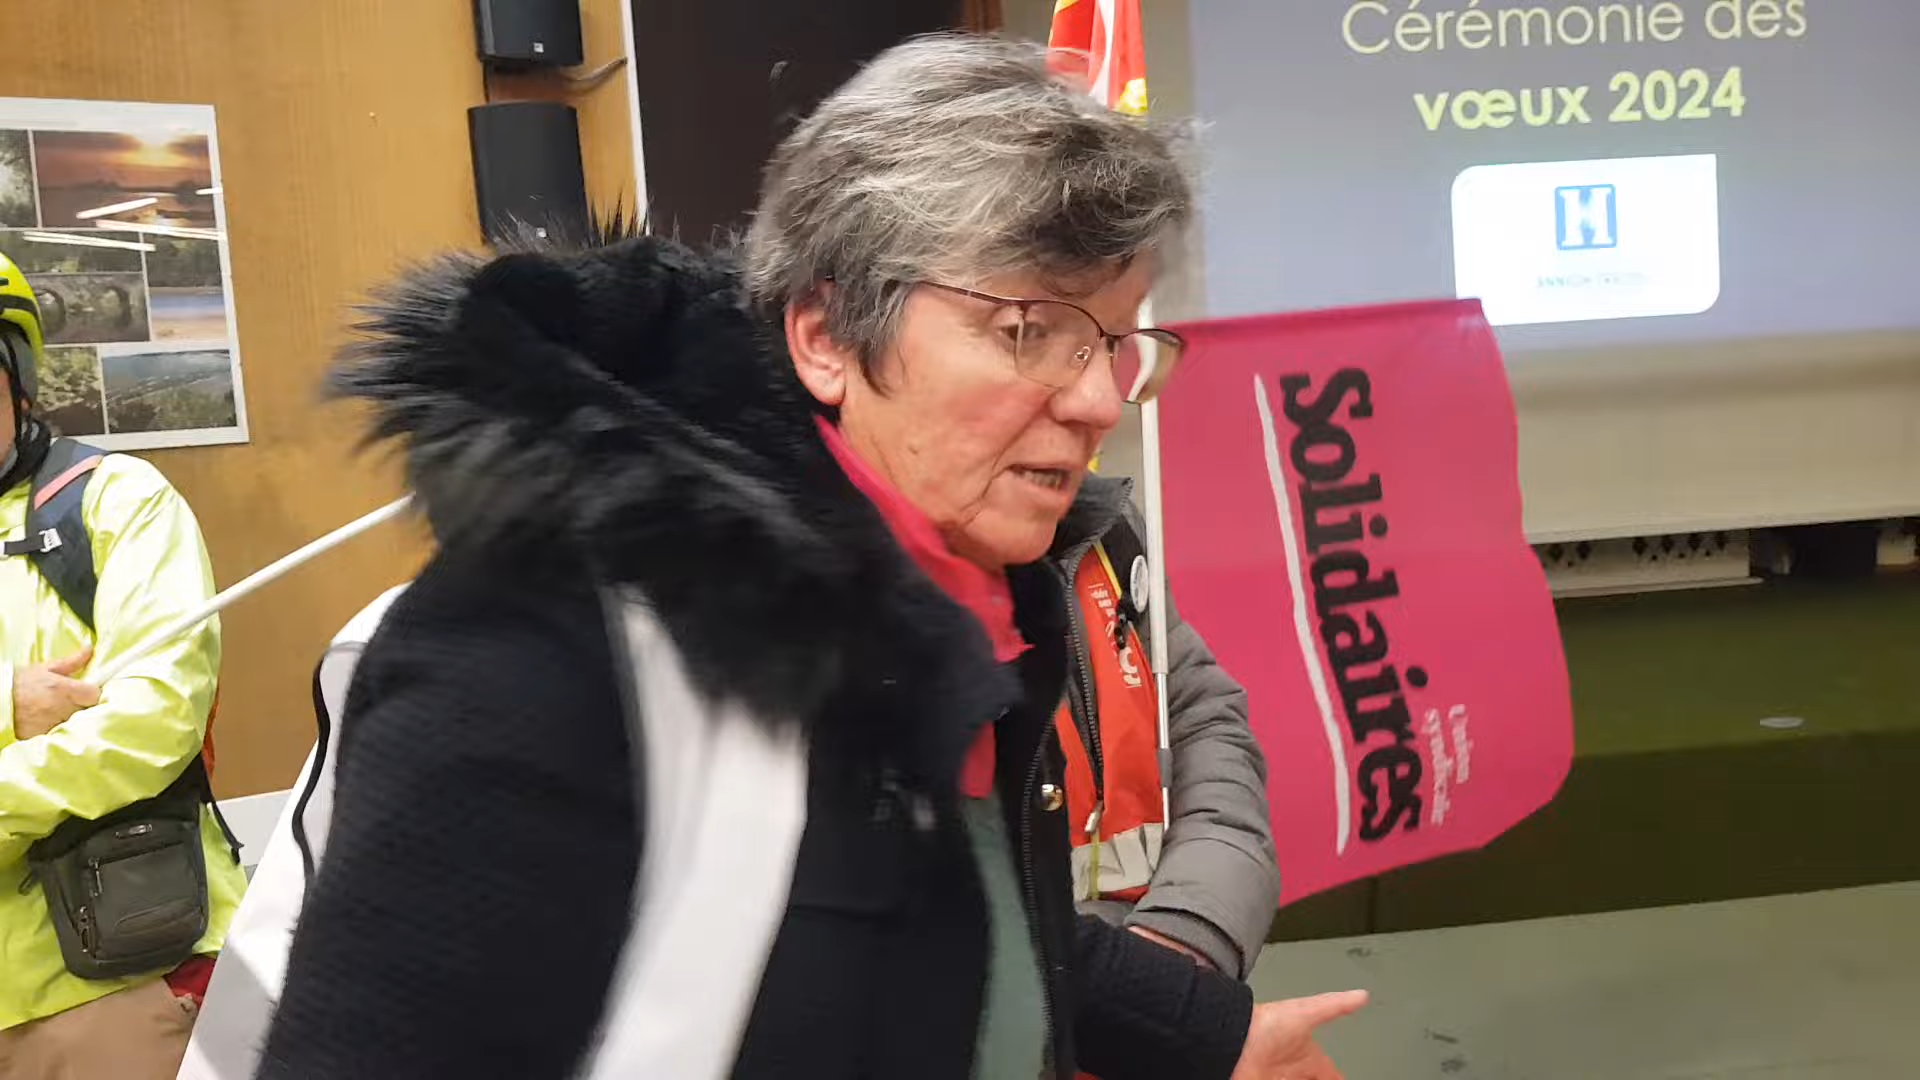 Cérémonie des
vœux 2024
H
Solidaires
Union
syndicale